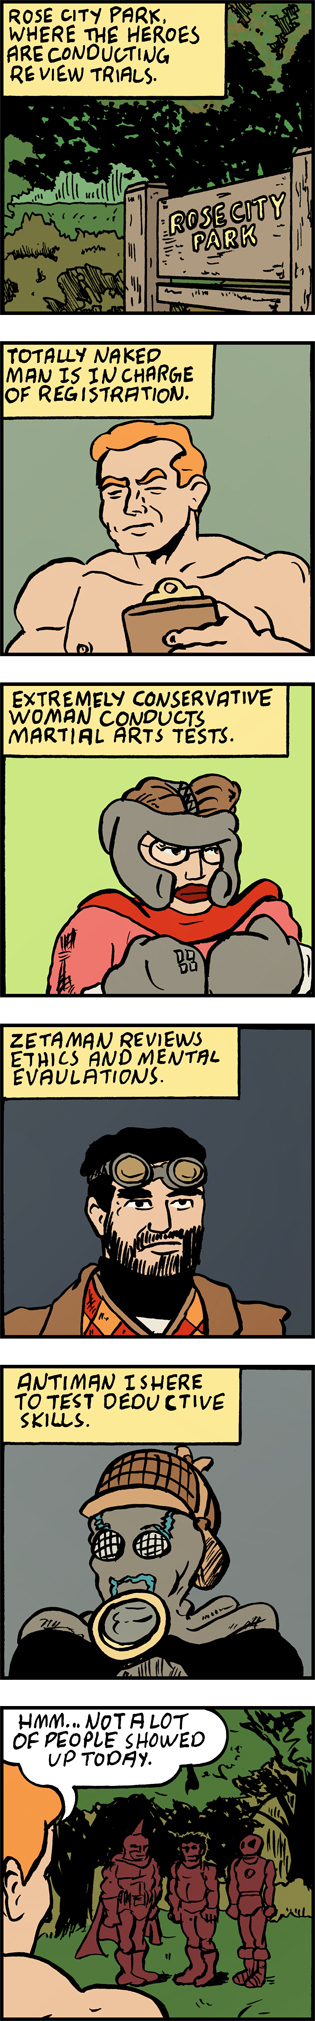 ROSE CITY PARK,
WHERE THE HEROES
ARE CONDUCTING
REVIEW TRIALS.
ROSE CITY
PARK
TOTALLY NAKED
MAN IS IN CHARGE
OF REGISTRATION.
EXTREMELY CONSERVATIVE
WOMAN CONDUCTS
MARTIAL ARTS TESTS.
ZETAMAN REVIEWS
ETHICS AND MENTAL
EVAULATIONS.
ANTIMAN IS HERE
TO TEST DEDUCTIVE
SKILLS.
HMM... NOT A LOT
OF PEOPLE SHOWED
UP TODAY.